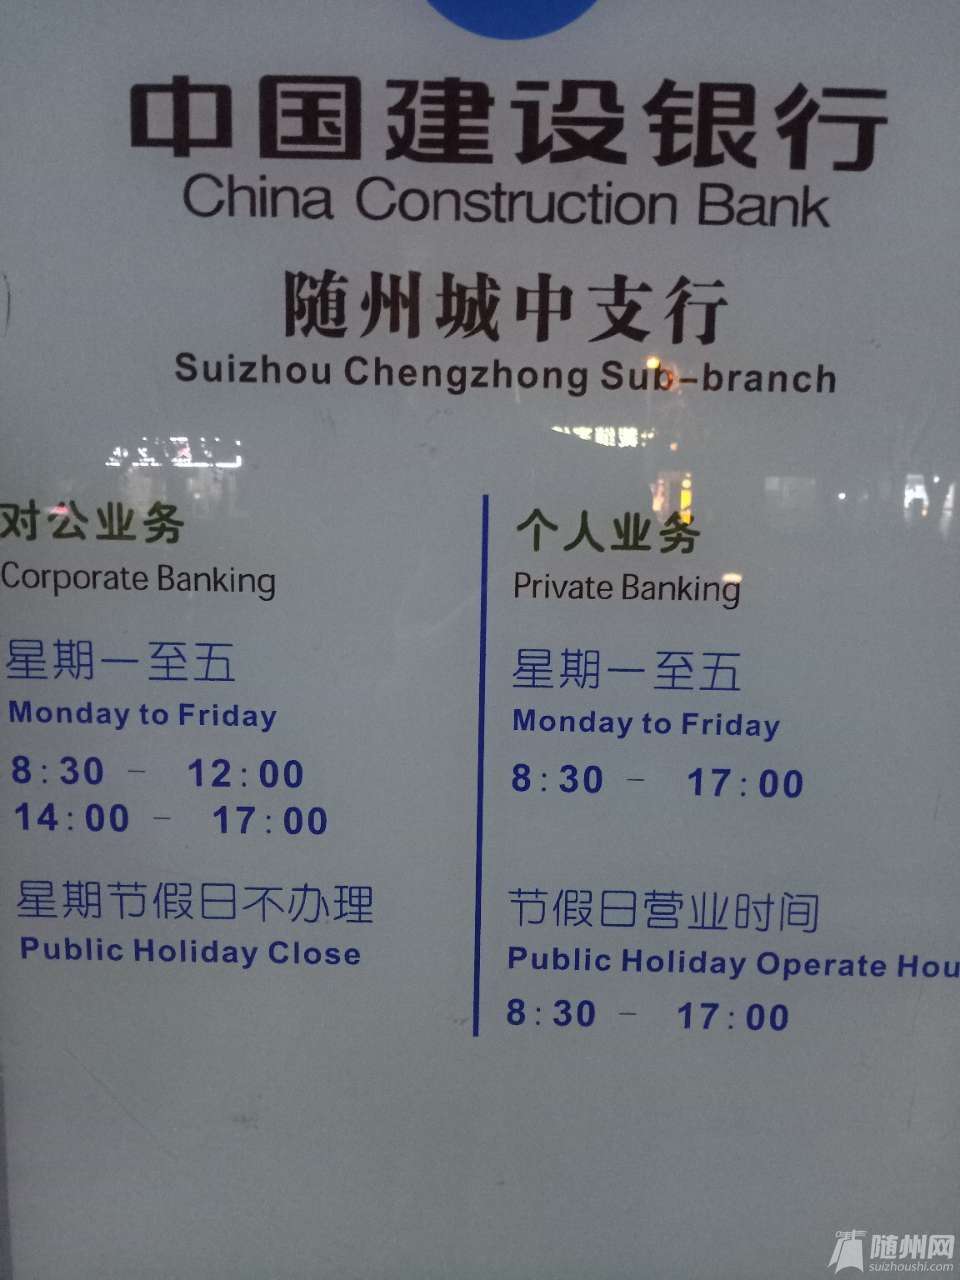 中国建设银行
China Construction Bank
随州城中支行
Suizhou Chengzhong Sub-branch
对公业务
Corporate Banking
星期一至五
Monday to Friday
8:30 - 12:00
14:00 - 17:00
星期节假日不办理
Public Holiday Close
个人业务
Private Banking
星期一至五
Monday to Friday
8:30 - 17:00
节假日营业时间
Public Holiday Operate Hou
8:30 - 17:00
随州网
suizhoushi.com